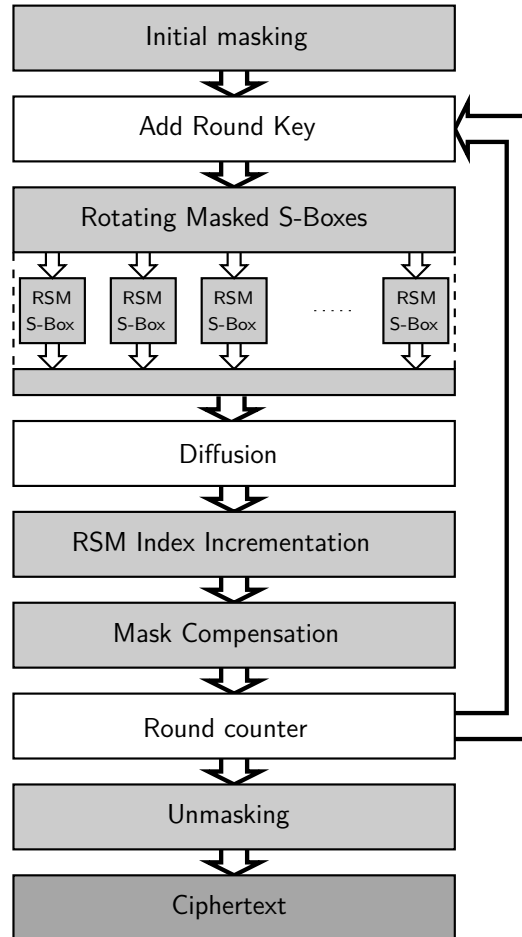 Initial masking
Add Round Key
Rotating Masked S-Boxes
RSM RSM RSM RSM
S-Box S-Box S-Box ..... S-Box
Diffusion
RSM Index Incrementation
Mask Compensation
Round counter
Unmasking
Ciphertext